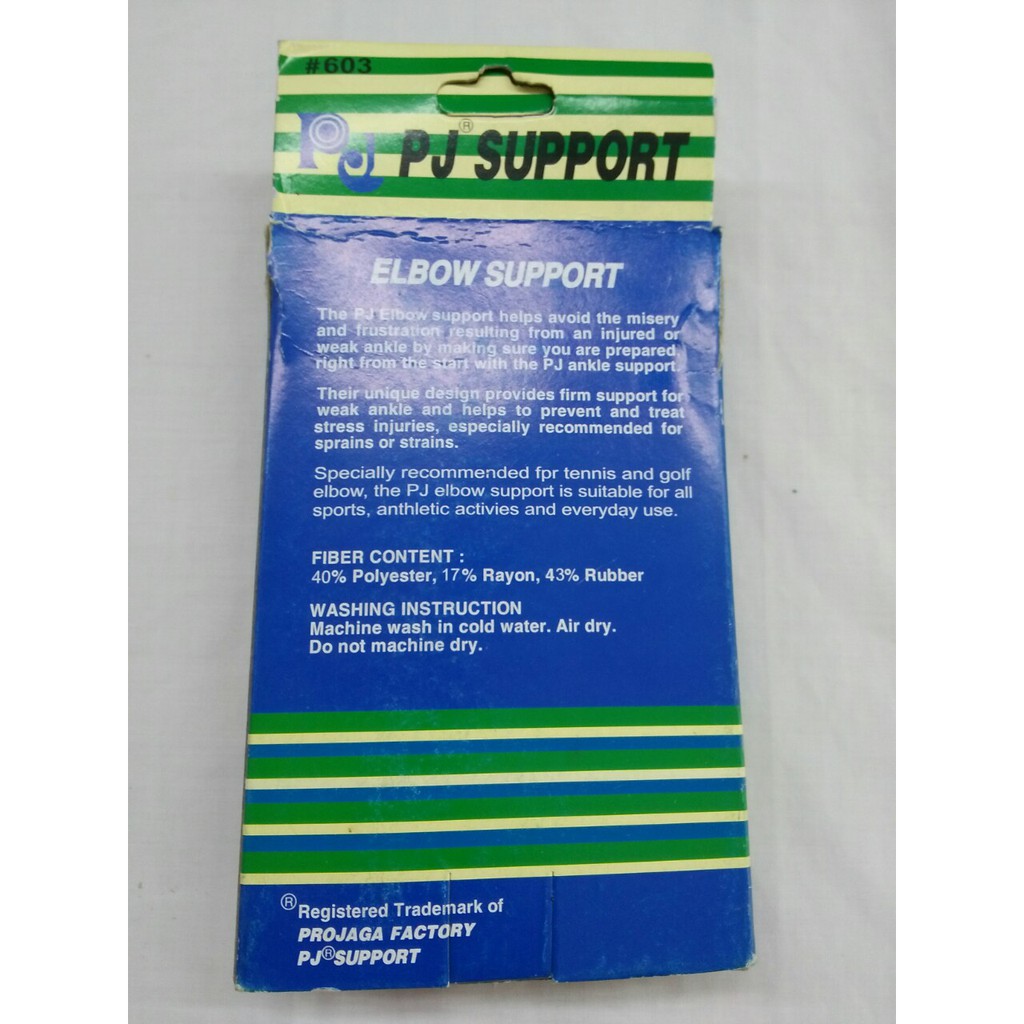 #603
PJ PJ® SUPPORT
ELBOW SUPPORT
The PJ Elbow support helps avoid the misery
and frustration resulting from an injured or
weak ankle by making sure you are prepared
right from the start with the PJ ankle support.
Their unique design provides firm support for
weak ankle and helps to prevent and treat
stress injuries, especially recommended for
sprains or strains.
Specially recommended fpr tennis and golf
elbow, the PJ elbow support is suitable for all
sports, anthletic activies and everyday use.
FIBER CONTENT :
40% Polyester, 17% Rayon, 43% Rubber
WASHING INSTRUCTION
Machine wash in cold water. Air dry.
Do not machine dry.
®Registered Trademark of
PROJAGA FACTORY
PJ®SUPPORT